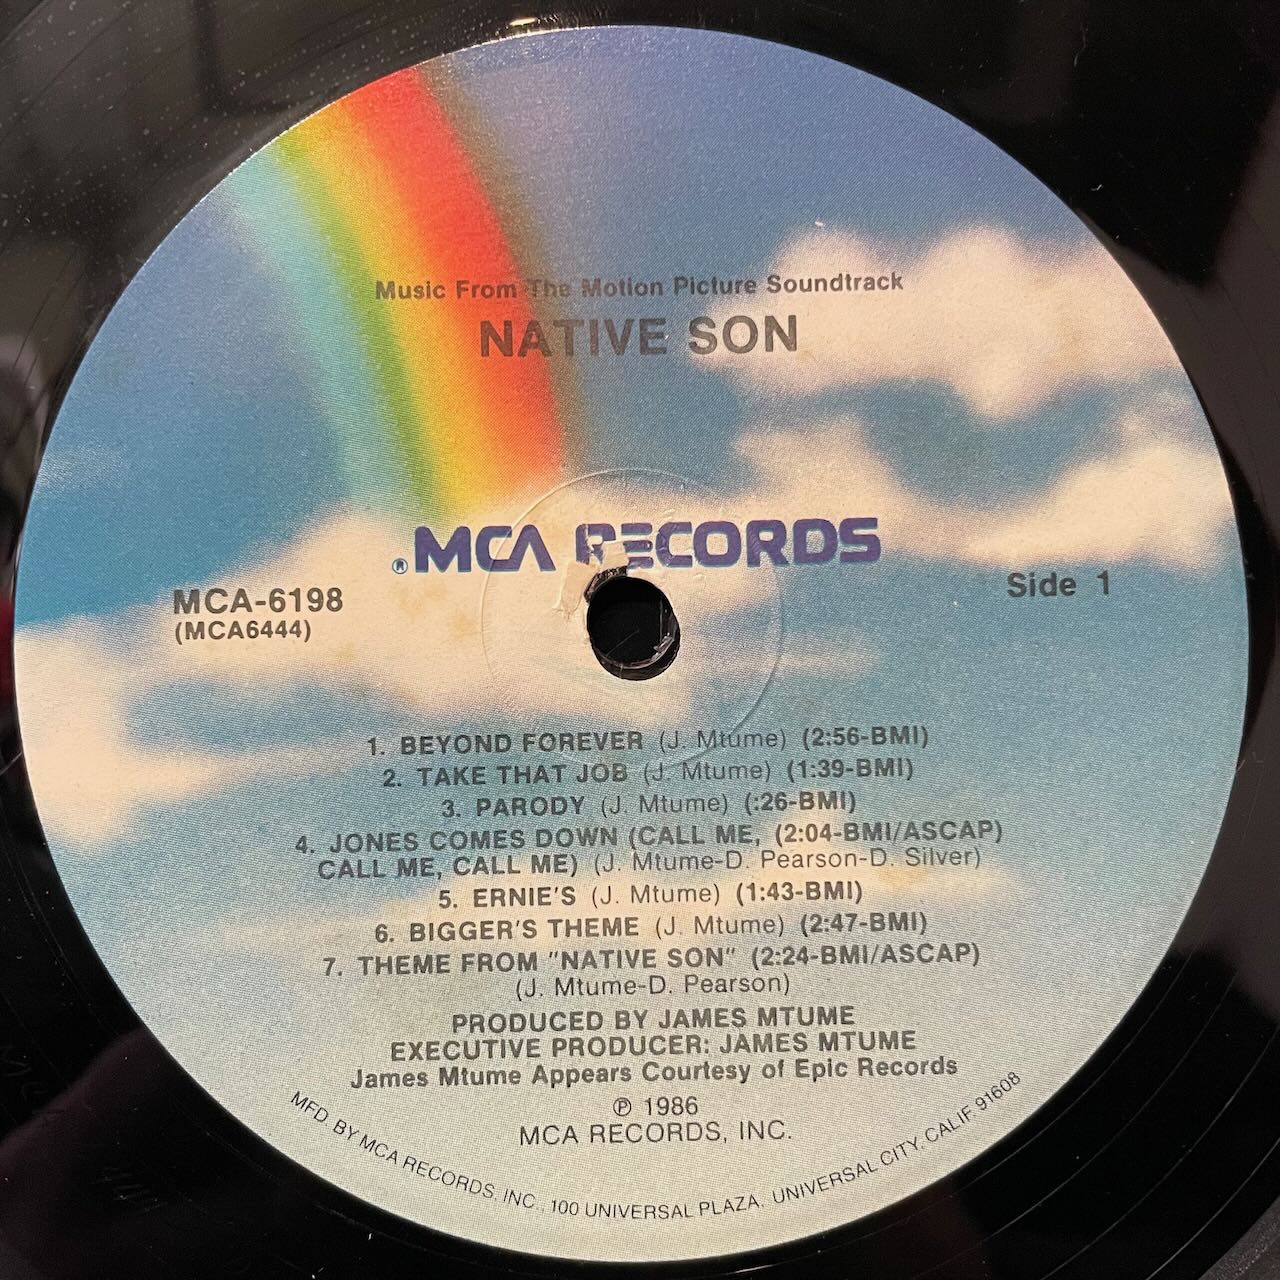 Music From The Motion Picture Soundtrack
NATIVE SON
® MCA RECORDS
MCA-6198
(MCA6444)
Side 1
1. BEYOND FOREVER (J. Mtume) (2:56-BMI)
2. TAKE THAT JOB (J. Mtume) (1:39-BMI)
3. PARODY (J. Mtume) (:26-BMI)
4. JONES COMES DOWN (CALL ME, (2:04-BMI/ASCAP)
CALL ME, CALL ME) (J. Mtume-D. Pearson-D. Silver)
5. ERNIE'S (J. Mtume) (1:43-BMI)
6. BIGGER'S THEME (J. Mtume) (2:47-BMI)
7. THEME FROM "NATIVE SON" (2:24-BMI/ASCAP)
(J. Mtume-D. Pearson)
PRODUCED BY JAMES MTUME
EXECUTIVE PRODUCER: JAMES MTUME
James Mtume Appears Courtesy of Epic Records
℗ 1986
MCA RECORDS, INC.
MFD. BY MCA RECORDS, INC., 100 UNIVERSAL PLAZA, UNIVERSAL CITY, CALIF. 91608